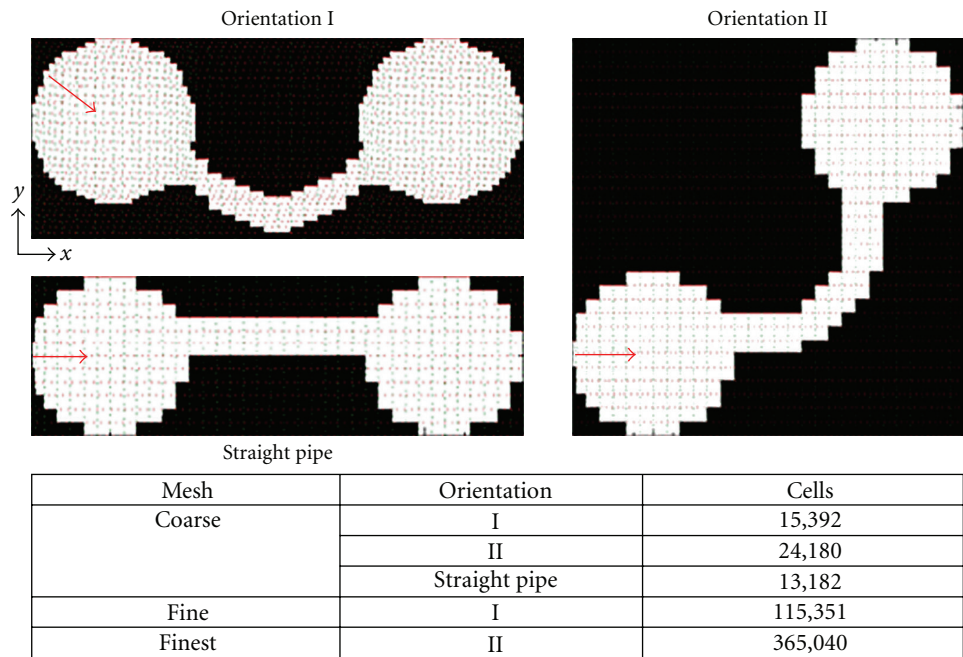 Orientation I
Orientation II
y
x
Straight pipe
Mesh Orientation Cells
Coarse I 15,392
II 24,180
Straight pipe 13,182
Fine I 115,351
Finest II 365,040